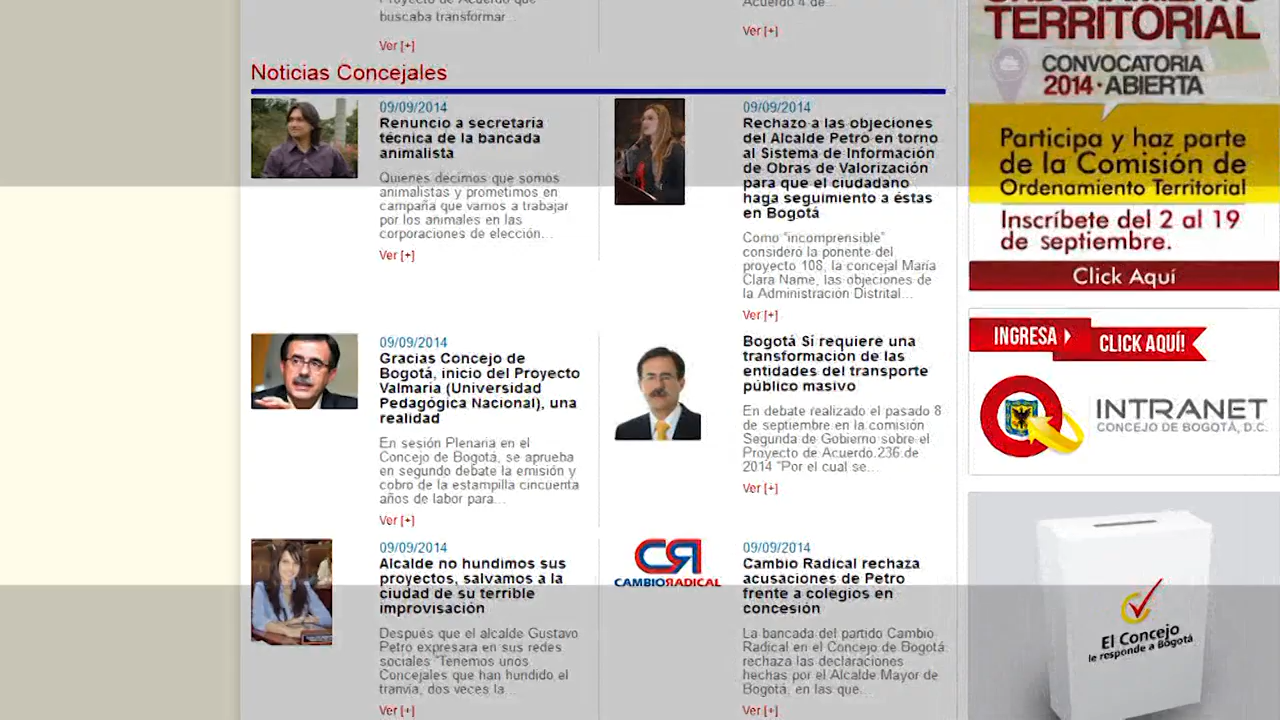 Proyecto de Acuerdo que
buscaba transformar...
Ver [+]
Acuerdo 4 de...
Ver [+]
Noticias Concejales
09/09/2014
Renuncio a secretaría
técnica de la bancada
animalista
Quienes decimos que somos
animalistas y prometimos en
campaña que vamos a trabajar
por los animales en las
corporaciones de elección...
Ver [+]
09/09/2014
Rechazo a las objeciones
del Alcalde Petro en torno
al Sistema de Información
de Obras de Valorización
para que el ciudadano
haga seguimiento a éstas
en Bogotá
Como “incomprensible”
consideró la ponente del
proyecto 108, la concejal María
Clara Name, las objeciones de
la Administración Distrital...
Ver [+]
09/09/2014
Gracias Concejo de
Bogotá, inicio del Proyecto
Valmaria (Universidad
Pedagógica Nacional), una
realidad
En sesión Plenaria en el
Concejo de Bogotá, se aprueba
en segundo debate la emisión y
cobro de la estampilla cincuenta
años de labor para...
Ver [+]
Bogotá Sí requiere una
transformación de las
entidades del transporte
público masivo
En debate realizado el pasado 8
de septiembre en la comisión
Segunda de Gobierno sobre el
Proyecto de Acuerdo 236 de
2014 “Por el cual se...
Ver [+]
09/09/2014
Alcalde no hundimos sus
proyectos, salvamos a la
ciudad de su terrible
improvisación
Después que el alcalde Gustavo
Petro expresara en sus redes
sociales “Tenemos unos
Concejales que han hundido el
tranvía, dos veces la...
Ver [+]
CAMBIO RADICAL
09/09/2014
Cambio Radical rechaza
acusaciones de Petro
frente a colegios en
concesión
La bancada del partido Cambio
Radical en el Concejo de Bogotá
rechaza las declaraciones
hechas por el Alcalde Mayor de
Bogotá, en las que...
Ver [+]
ORDENAMIENTO
TERRITORIAL
CONVOCATORIA
2014 · ABIERTA
Participa y haz parte
de la Comisión de
Ordenamiento Territorial
Inscríbete del 2 al 19
de septiembre.
Click Aquí
INGRESA
CLICK AQUÍ!
INTRANET
CONCEJO DE BOGOTÁ, D.C.
El Concejo
le responde a Bogotá